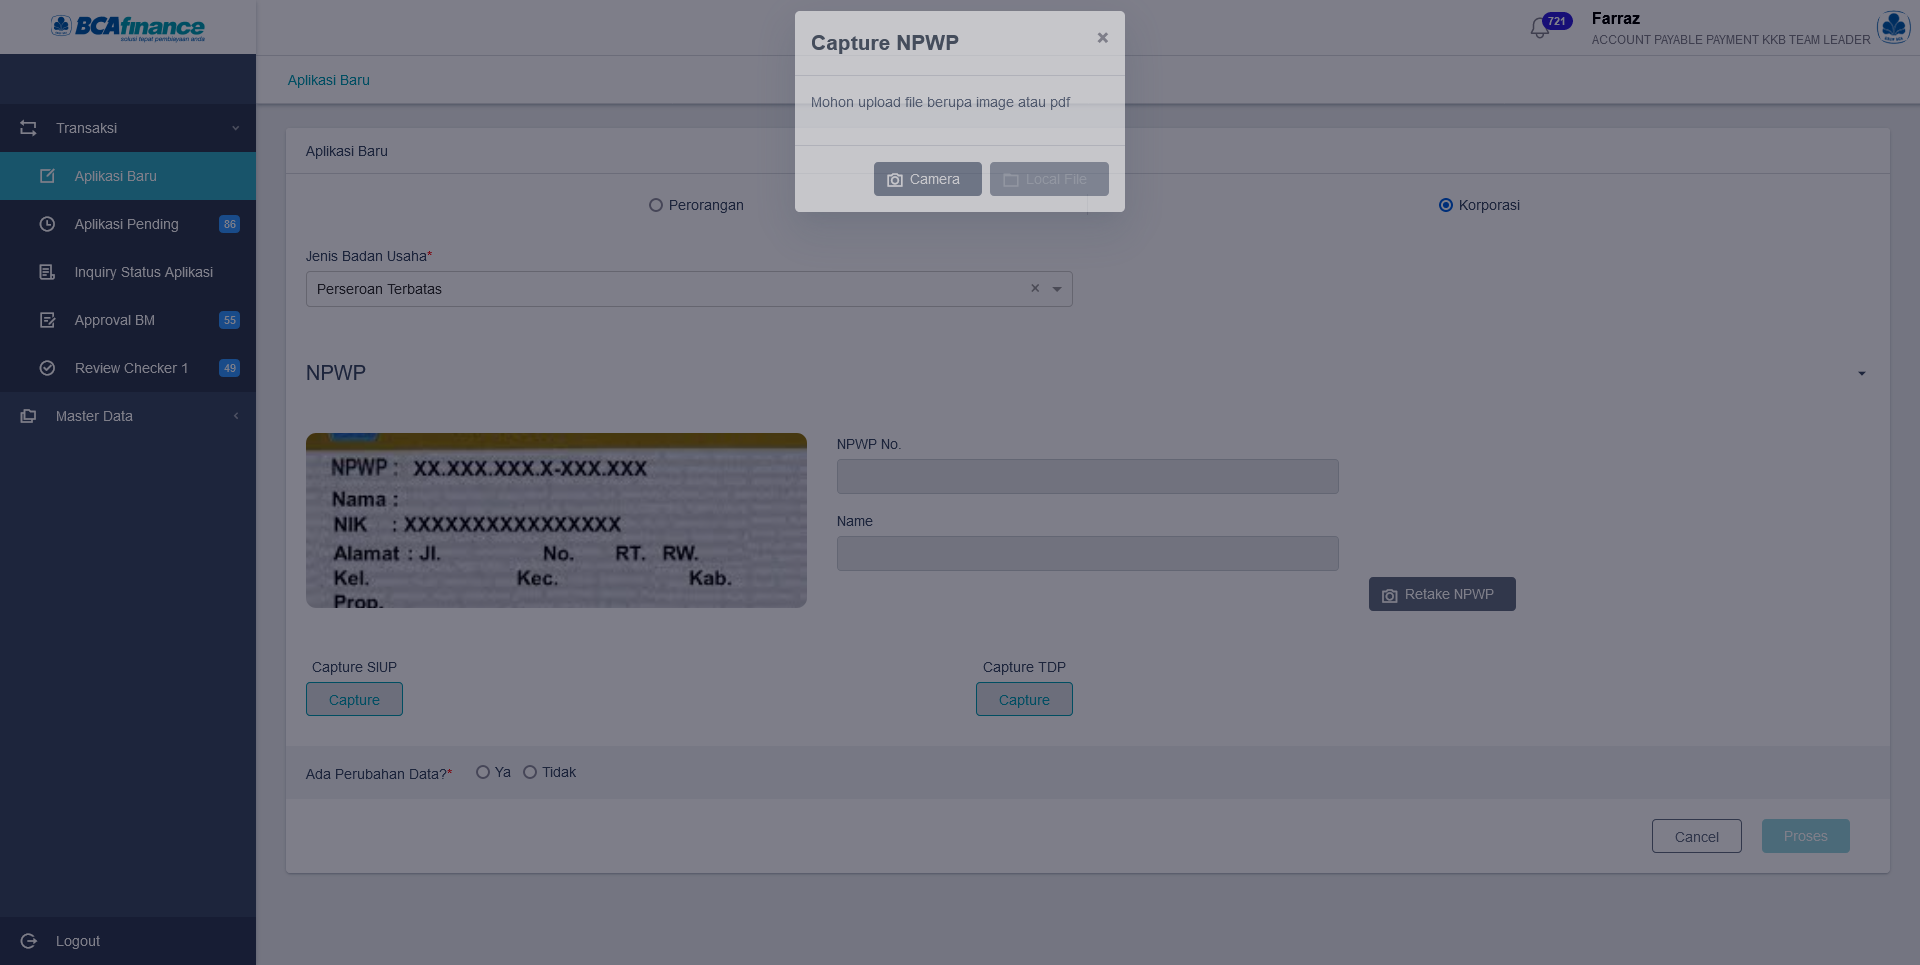 BCAfinance
solusi tepat pembiayaan anda
721
Farraz
ACCOUNT PAYABLE PAYMENT KKB TEAM LEADER
Capture NPWP ×
Mohon upload file berupa image atau pdf
Camera Local File
Aplikasi Baru
Transaksi
Aplikasi Baru
Aplikasi Pending 86
Inquiry Status Aplikasi
Approval BM 55
Review Checker 1 49
Master Data
Logout
Aplikasi Baru
Perorangan Korporasi
Jenis Badan Usaha*
Perseroan Terbatas ×
NPWP
NPWP : XX.XXX.XXX.X-XXX.XXX
Nama :
NIK : XXXXXXXXXXXXXXXX
Alamat : Jl. No. RT. RW.
Kel. Kec. Kab.
Prop.
NPWP No.
Name
Retake NPWP
Capture SIUP Capture TDP
Capture Capture
Ada Perubahan Data?* Ya Tidak
Cancel Proses